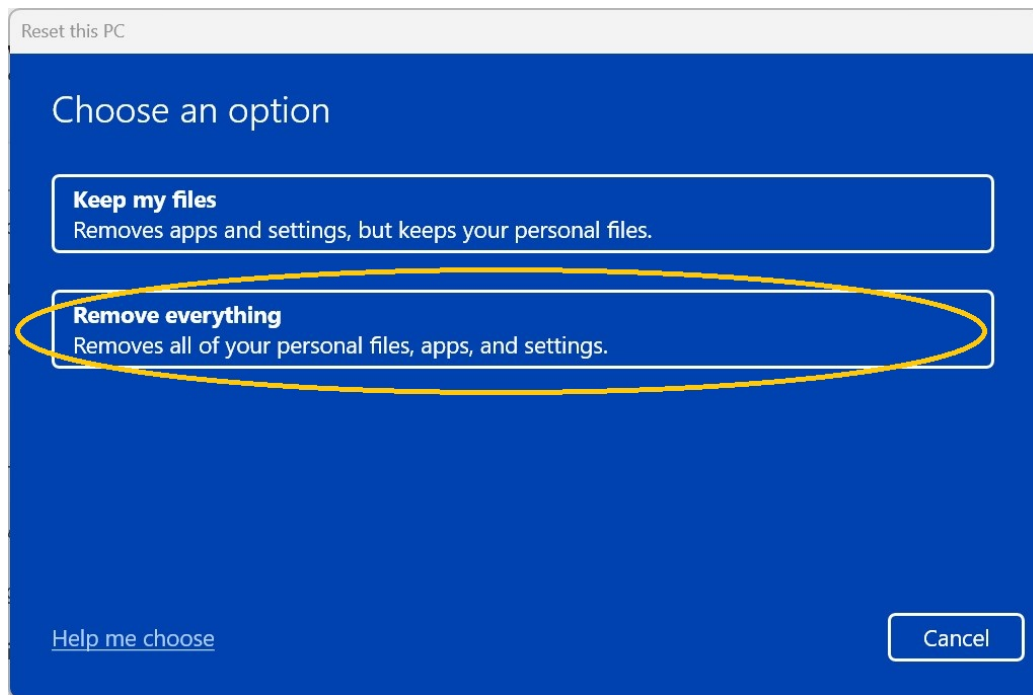 Reset this PC
Choose an option
Keep my files
Removes apps and settings, but keeps your personal files.
Remove everything
Removes all of your personal files, apps, and settings.
Help me choose
Cancel